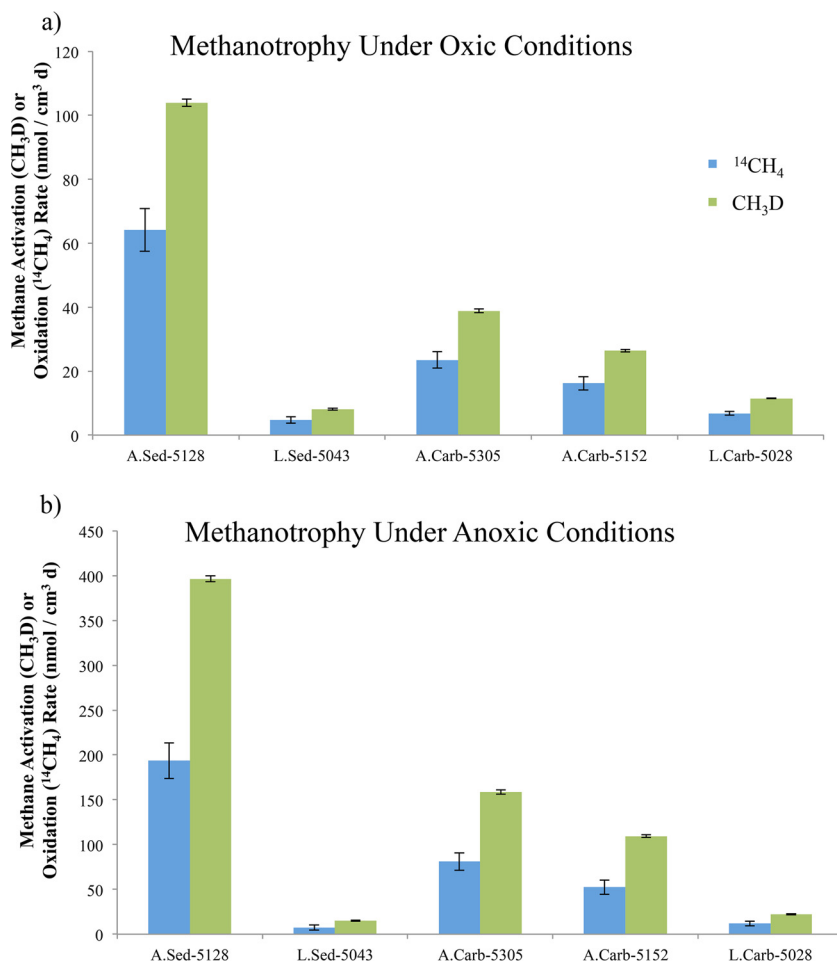 a)
Methanotrophy Under Oxic Conditions
Methane Activation (CH₃D) or
Oxidation (¹⁴CH₄) Rate (nmol / cm³ d)
120
100
80
60
40
20
0
¹⁴CH₄
CH₃D
A.Sed-5128 L.Sed-5043 A.Carb-5305 A.Carb-5152 L.Carb-5028
b)
Methanotrophy Under Anoxic Conditions
Methane Activation (CH₃D) or
Oxidation (¹⁴CH₄) Rate (nmol / cm³ d)
450
400
350
300
250
200
150
100
50
0
A.Sed-5128 L.Sed-5043 A.Carb-5305 A.Carb-5152 L.Carb-5028